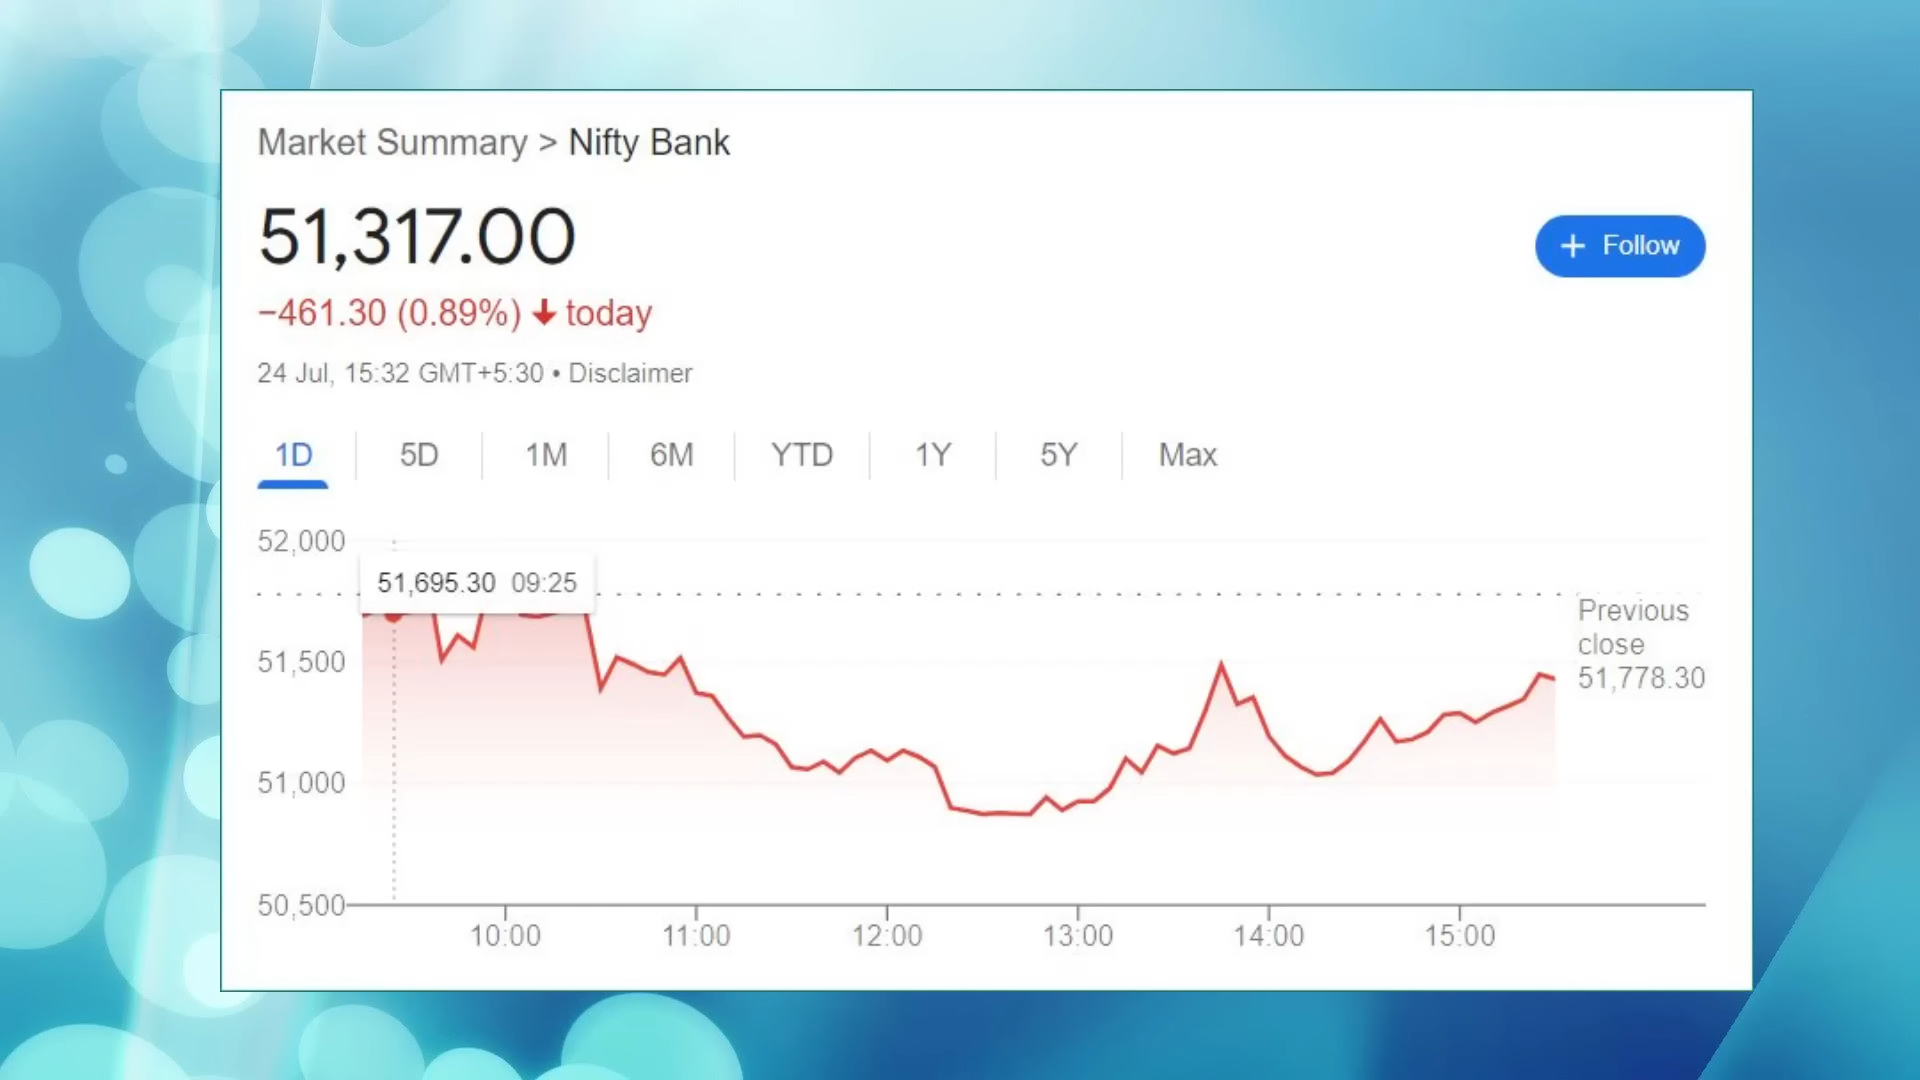 Market Summary > Nifty Bank
51,317.00
+ Follow
−461.30 (0.89%) ↓ today
24 Jul, 15:32 GMT+5:30 • Disclaimer
1D 5D 1M 6M YTD 1Y 5Y Max
52,000
51,695.30 09:25
Previous
close
51,778.30
51,500
51,000
50,500
10:00 11:00 12:00 13:00 14:00 15:00